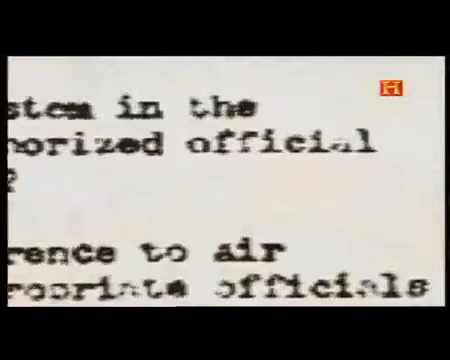 stem in the
horized official
?
rence to air
ropriate officials
H